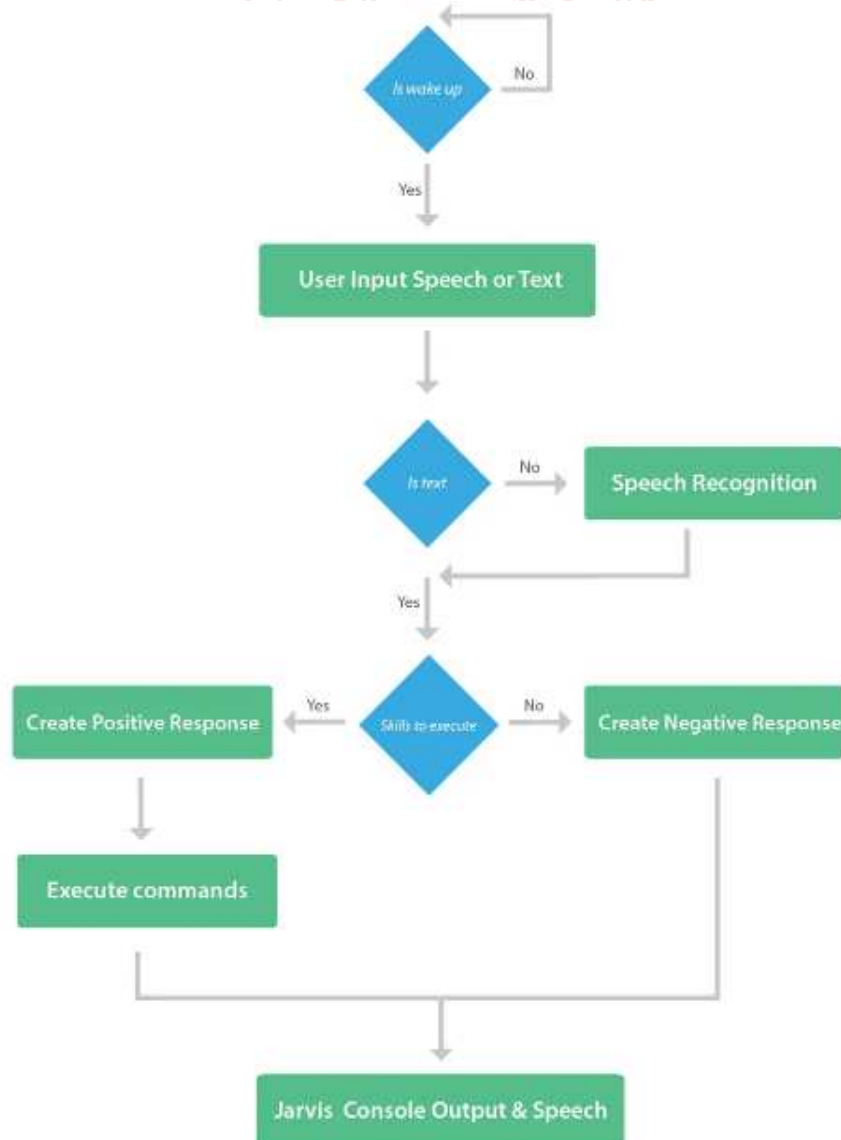 No
Is wake up
Yes
User Input Speech or Text
Is text
No
Speech Recognition
Yes
Create Positive Response
Yes
Skills to execute
No
Create Negative Response
Execute commands
Jarvis Console Output & Speech